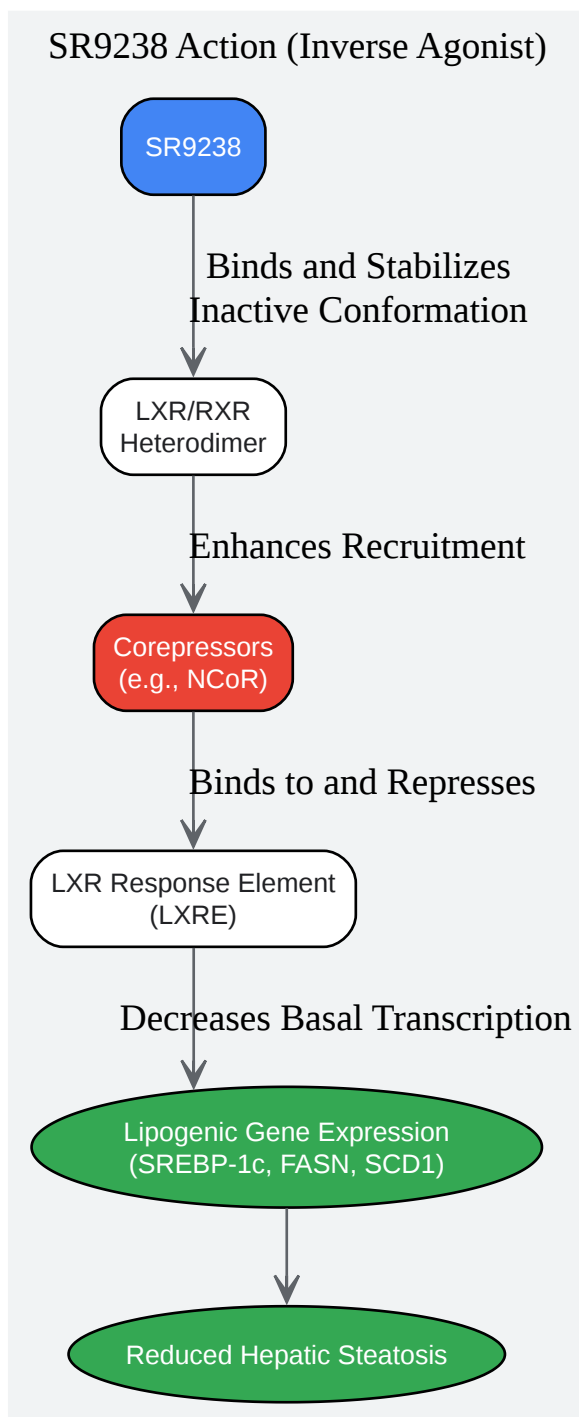 SR9238 Action (Inverse Agonist)
SR9238
Binds and Stabilizes
Inactive Conformation
LXR/RXR
Heterodimer
Enhances Recruitment
Corepressors
(e.g., NCoR)
Binds to and Represses
LXR Response Element
(LXRE)
Decreases Basal Transcription
Lipogenic Gene Expression
(SREBP-1c, FASN, SCD1)
Reduced Hepatic Steatosis